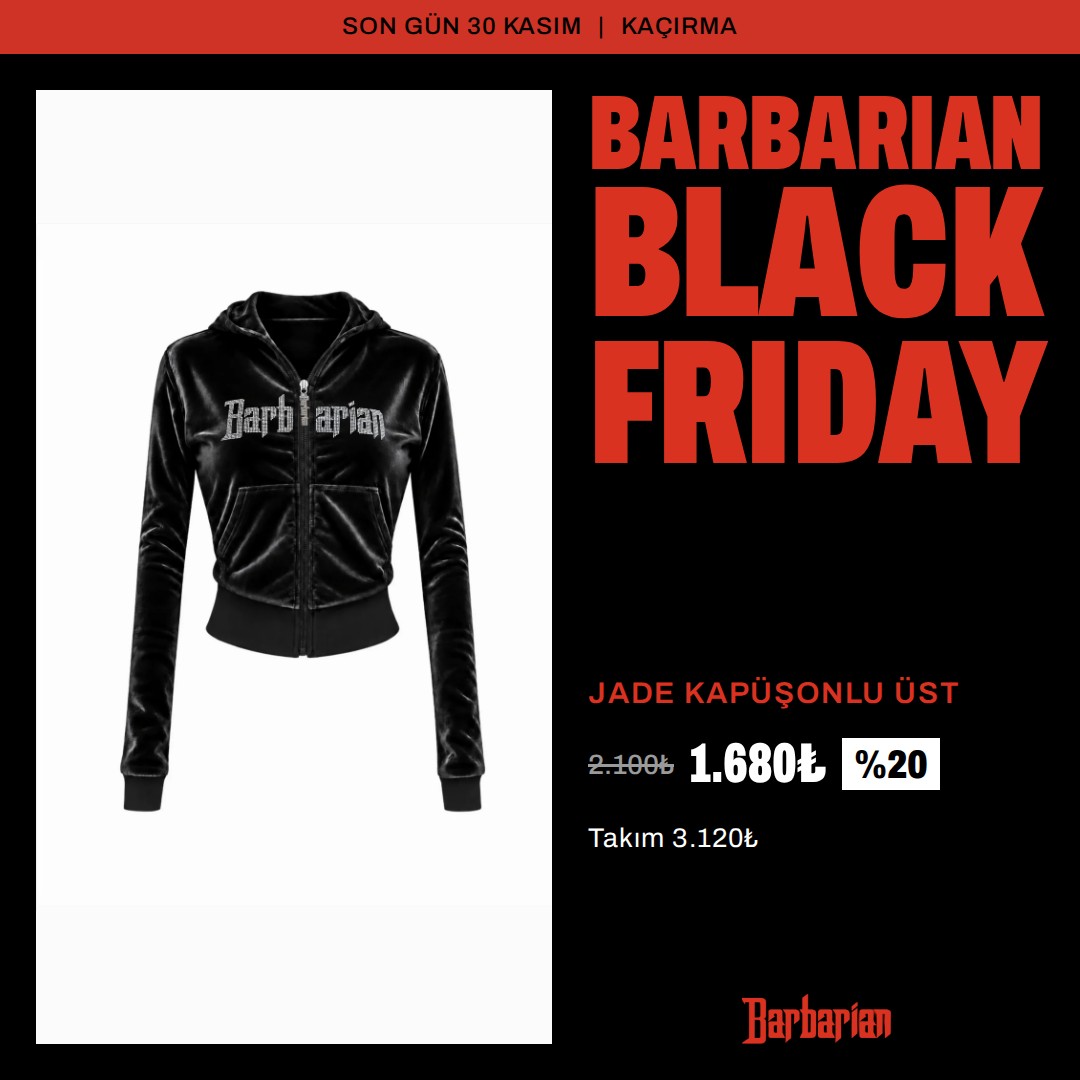 SON GÜN 30 KASIM | KAÇIRMA
BARBARIAN
BLACK
FRIDAY
Barbarian
JADE KAPÜŞONLU ÜST
2.100₺ 1.680₺ %20
Takım 3.120₺
Barbarian